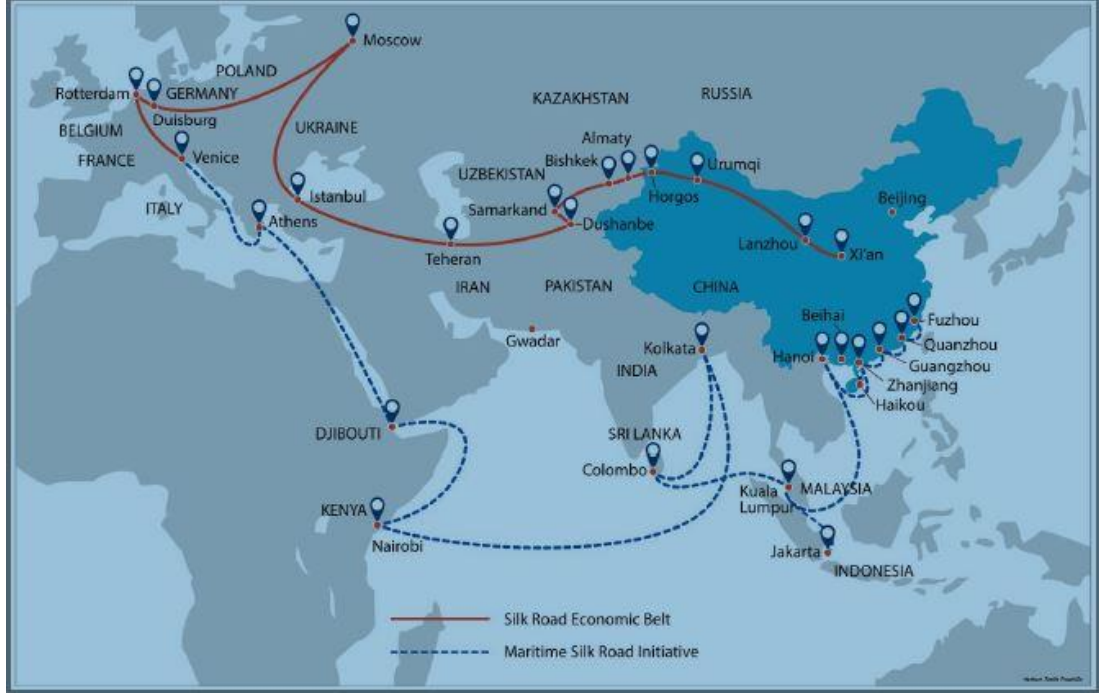 Moscow
POLAND
Rotterdam
GERMANY
Duisburg
BELGIUM
UKRAINE
FRANCE
Venice
KAZAKHSTAN
RUSSIA
Almaty
Bishkek
Urumqi
UZBEKISTAN
Horgos
Istanbul
ITALY
Athens
Samarkand
Dushanbe
Beijing
Lanzhou
Xi'an
Teheran
IRAN
PAKISTAN
CHINA
Gwadar
Kolkata
INDIA
Beihai
Hanoi
Fuzhou
Quanzhou
Guangzhou
Zhanjiang
Haikou
DJIBOUTI
SRI LANKA
Colombo
Kuala
Lumpur
MALAYSIA
KENYA
Nairobi
Jakarta
INDONESIA
Silk Road Economic Belt
Maritime Silk Road Initiative